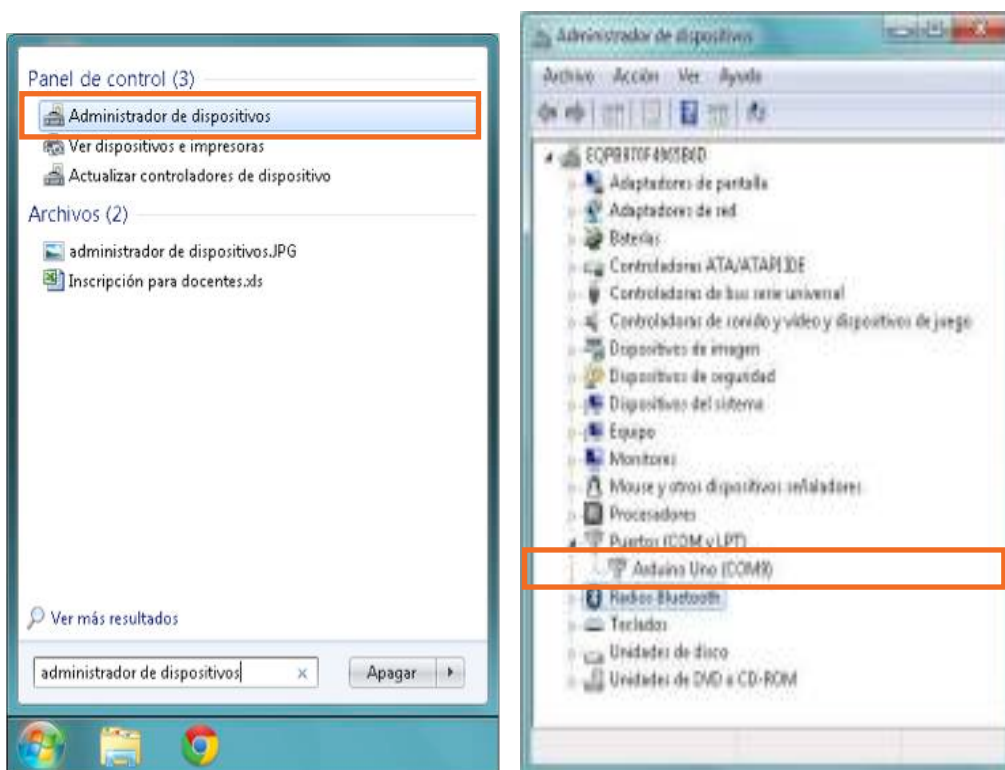 Panel de control (3)
Administrador de dispositivos
Ver dispositivos e impresoras
Actualizar controladores de dispositivo
Archivos (2)
administrador de dispositivos.JPG
Inscripción para docentes.xls
Ver más resultados
administrador de dispositivos
Apagar
Administrador de dispositivos
Archivo Acción Ver Ayuda
Adaptadores de pantalla
Adaptadores de red
Baterías
Controladoras ATA/ATAPI IDE
Controladoras de bus serie universal
Controladoras de sonido y vídeo y dispositivos de juego
Dispositivos de imagen
Dispositivos de seguridad
Dispositivos del sistema
Equipo
Monitores
Mouse y otros dispositivos señaladores
Procesadores
Puertos (COM y LPT)
Arduino Uno (COM9)
Radios Bluetooth
Teclados
Unidades de disco
Unidades de DVD o CD-ROM